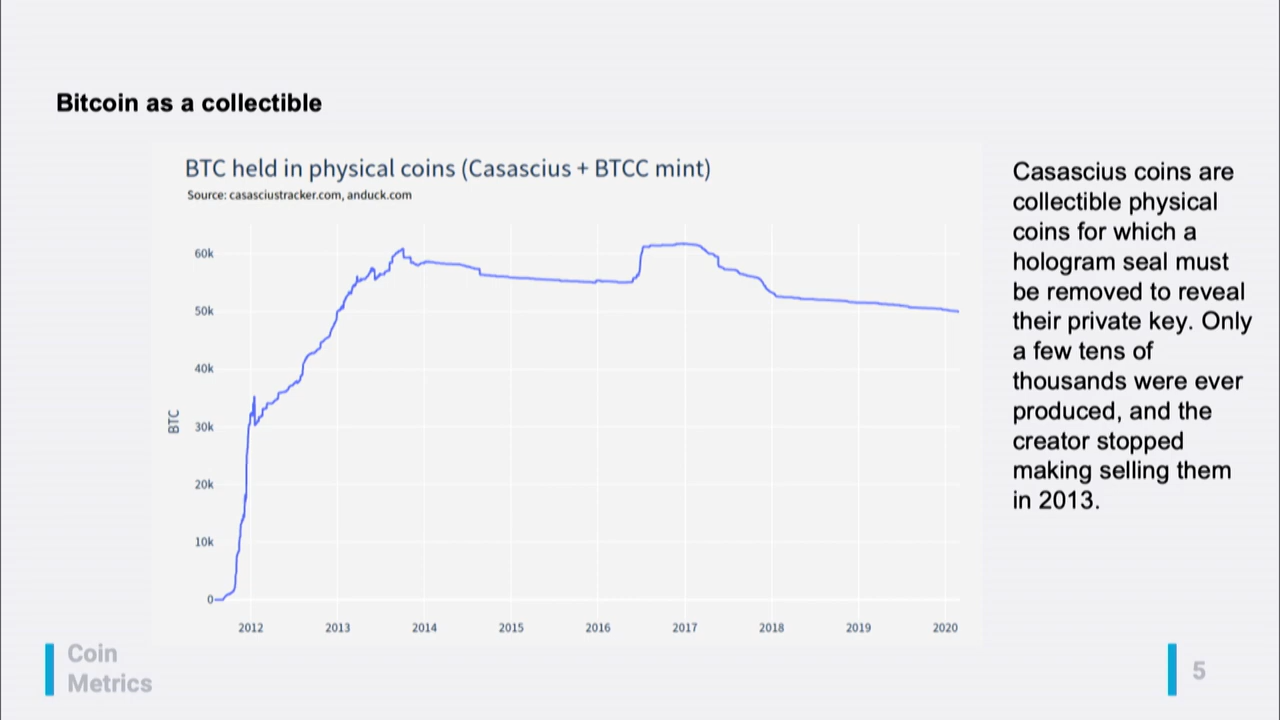 Bitcoin as a collectible
BTC held in physical coins (Casascius + BTCC mint)
Source: casasciustracker.com, anduck.com
60k
50k
40k
30k
20k
10k
0
BTC
2012
2013
2014
2015
2016
2017
2018
2019
2020
Casascius coins are
collectible physical
coins for which a
hologram seal must
be removed to reveal
their private key. Only
a few tens of
thousands were ever
produced, and the
creator stopped
making selling them
in 2013.
Coin
Metrics
5